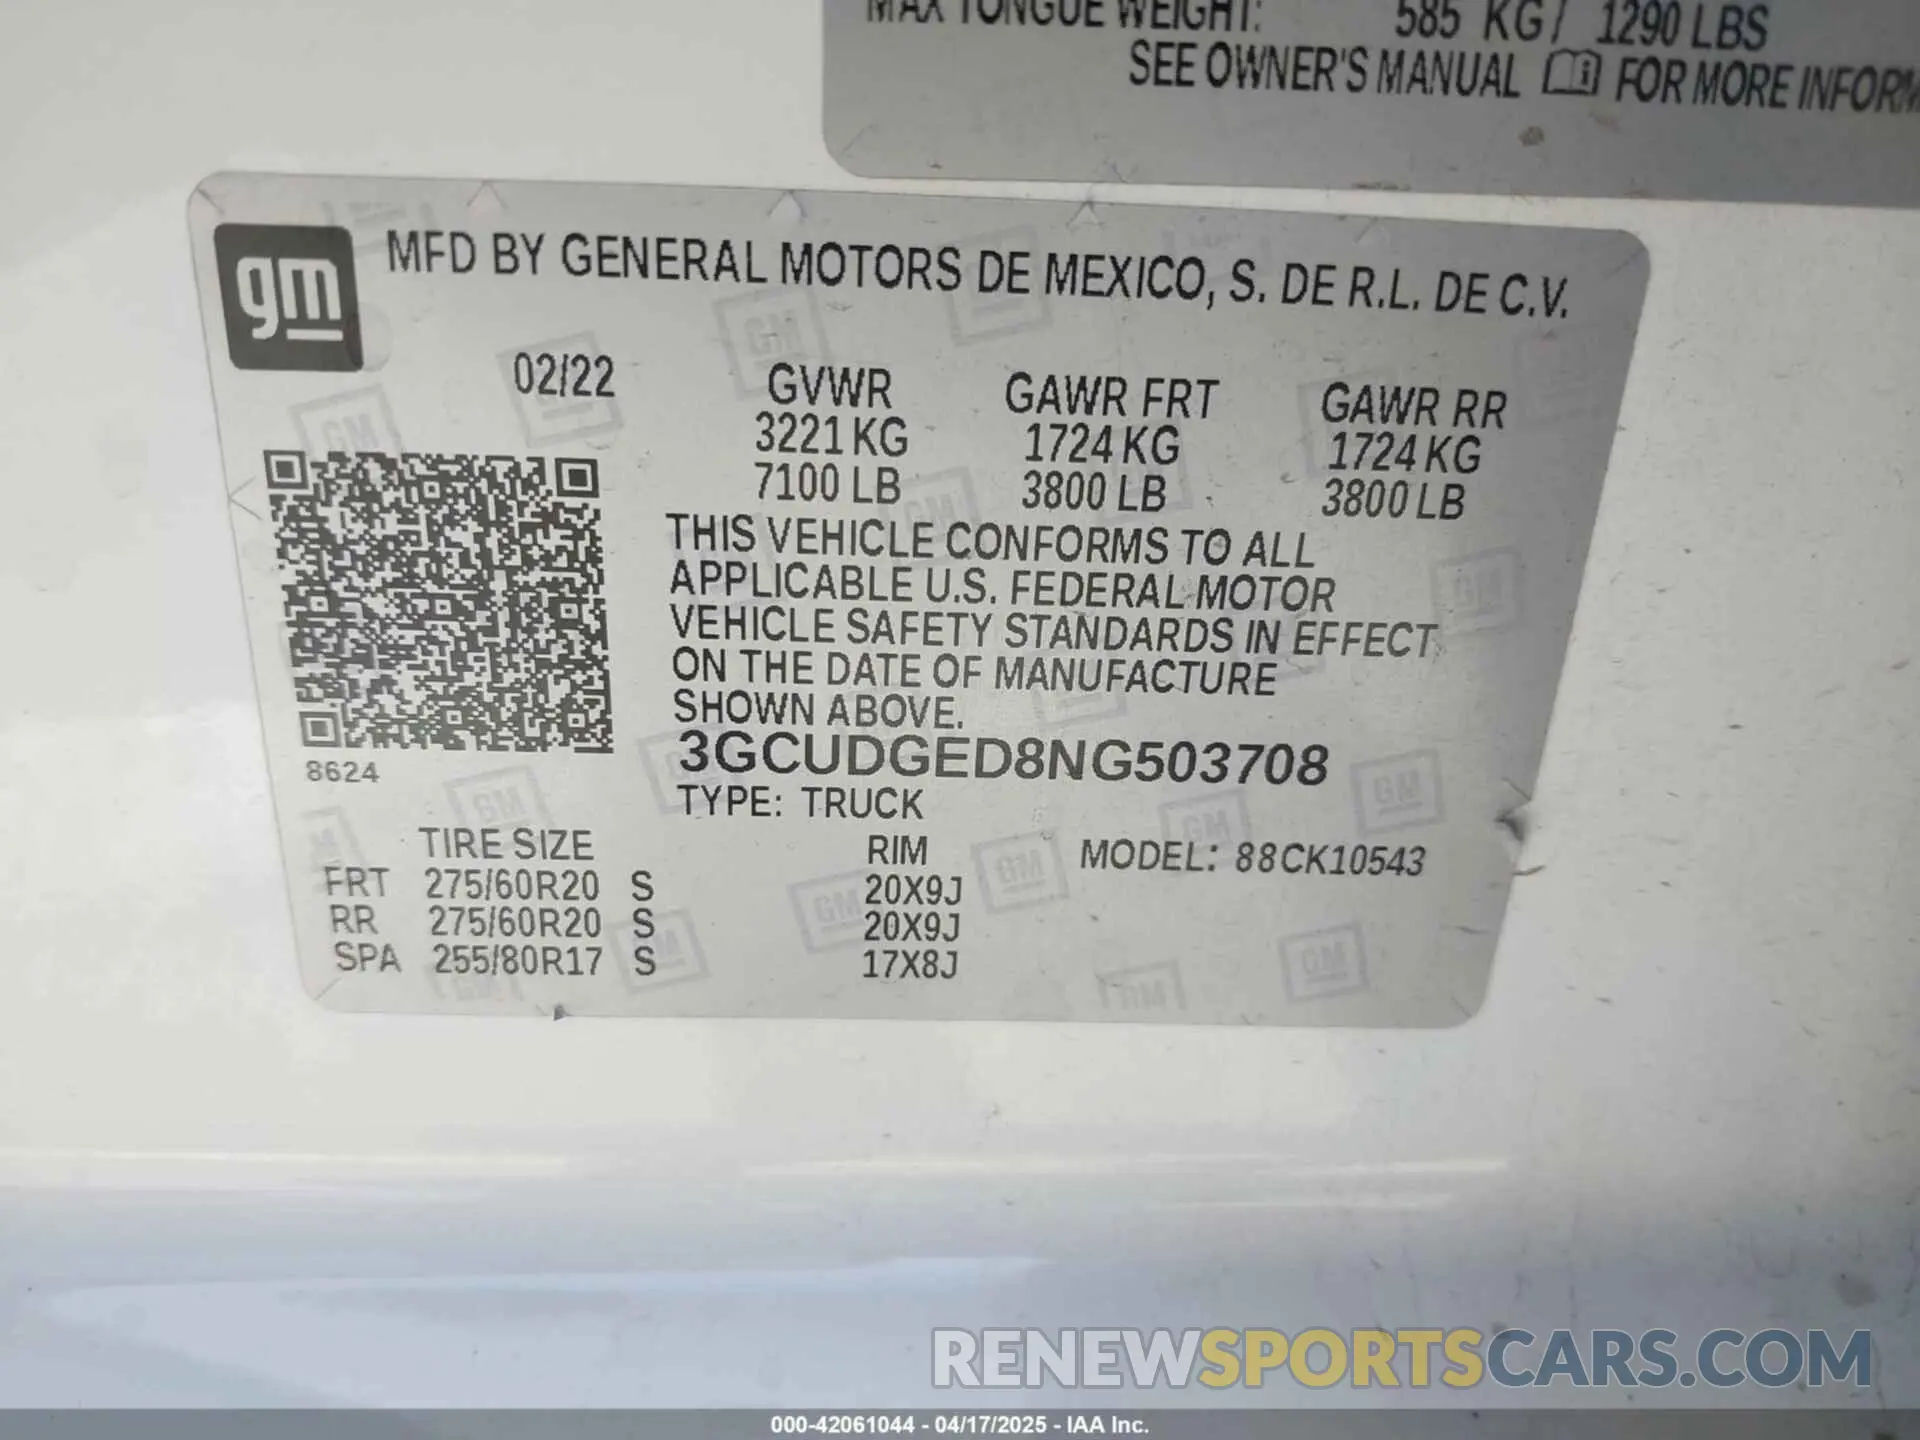 MAX TONGUE WEIGHT: 585 KG / 1290 LBS
SEE OWNER'S MANUAL FOR MORE
gm
MFD BY GENERAL MOTORS DE MEXICO, S. DE R.L. DE C.V.
02/22 GVWR GAWR FRT GAWR RR
3221 KG 1724 KG 1724 KG
7100 LB 3800 LB 3800 LB
THIS VEHICLE CONFORMS TO ALL
APPLICABLE U.S. FEDERAL MOTOR
VEHICLE SAFETY STANDARDS IN EFFECT
ON THE DATE OF MANUFACTURE
SHOWN ABOVE.
3GCUDGED8NG503708
8624
TYPE: TRUCK
TIRE SIZE RIM MODEL: 88CK10543
FRT 275/60R20 S 20X9J
RR 275/60R20 S 20X9J
SPA 255/80R17 S 17X8J
RENEWSPORTSCARS.COM
000-42061044 - 04/17/2025 - IAA Inc.